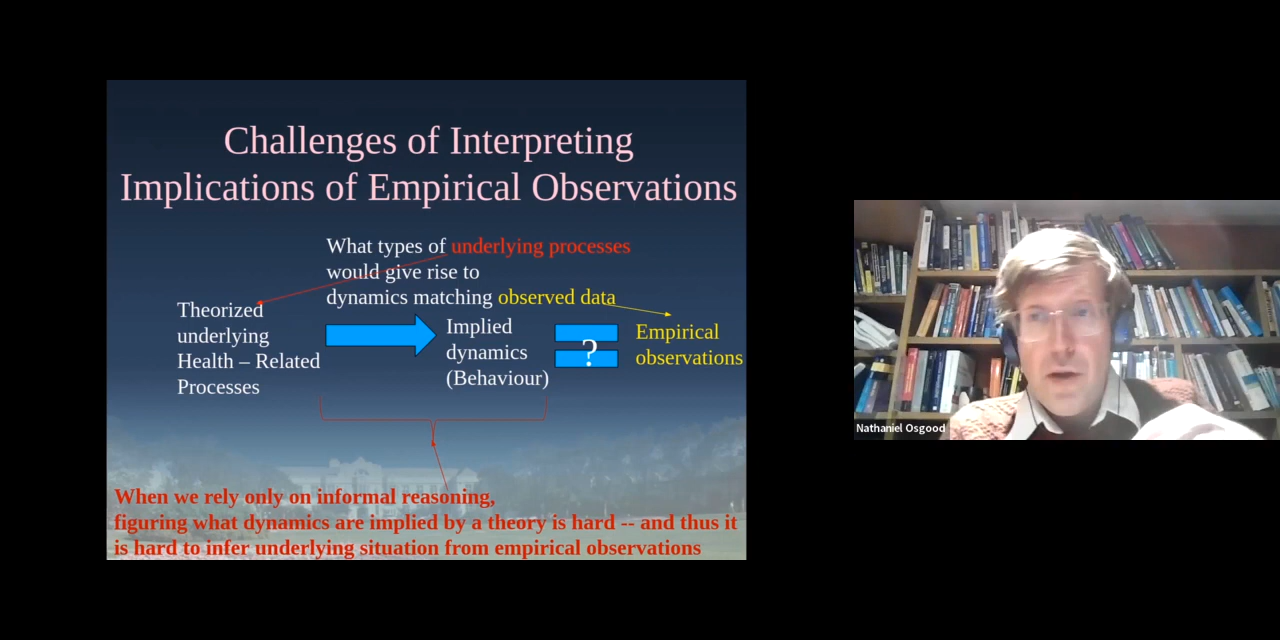 Challenges of Interpreting
Implications of Empirical Observations
What types of underlying processes
would give rise to
dynamics matching observed data
Theorized
underlying
Health – Related
Processes
Implied
dynamics
(Behaviour)
?
Empirical
observations
When we rely only on informal reasoning,
figuring what dynamics are implied by a theory is hard -- and thus it
is hard to infer underlying situation from empirical observations
Nathaniel Osgood